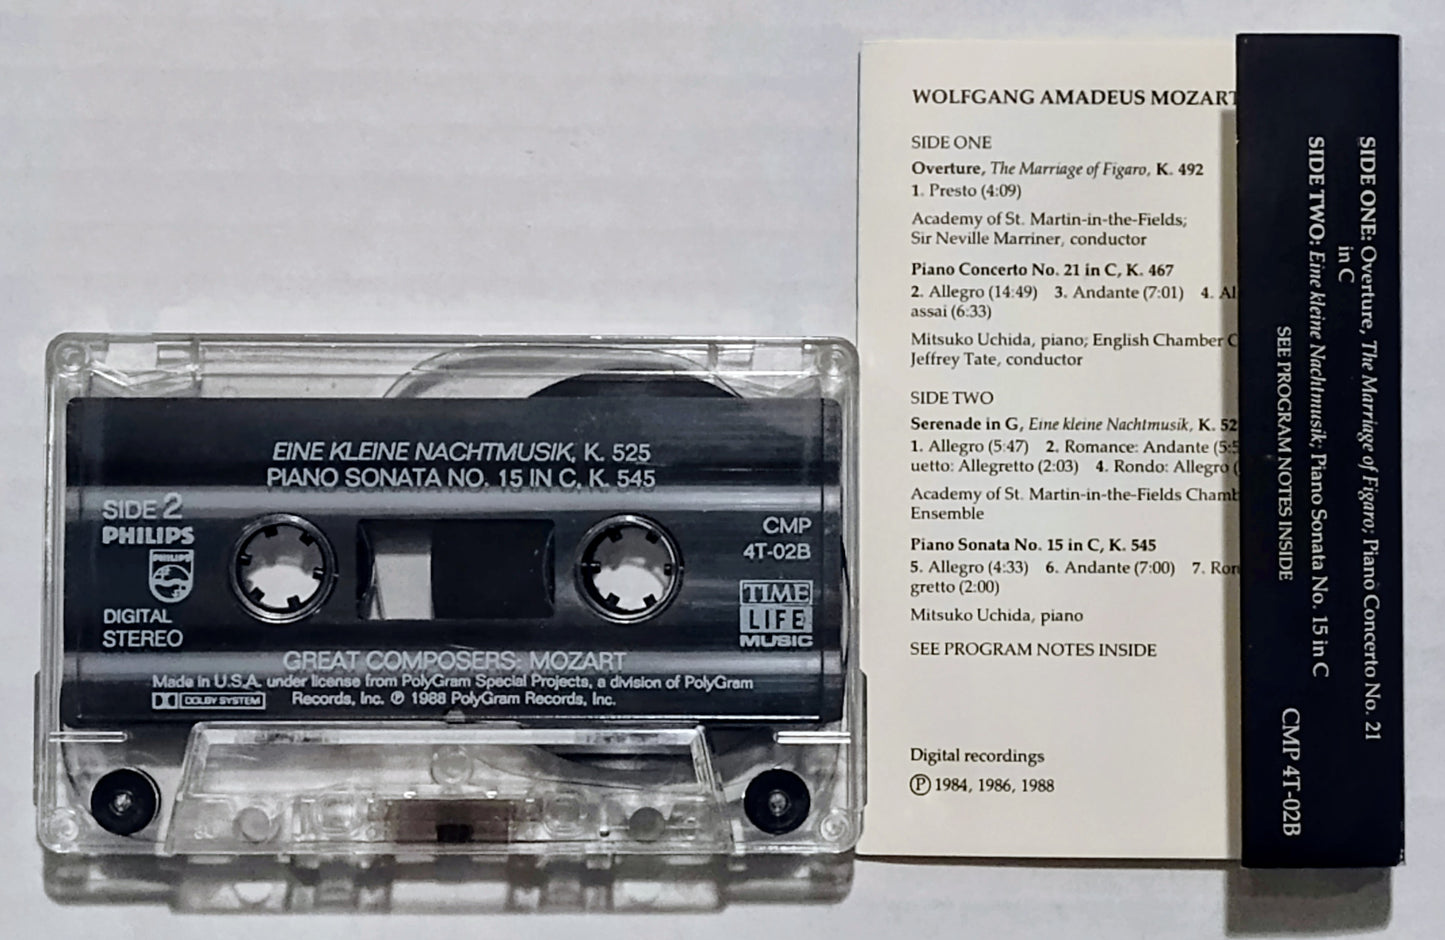 EINE KLEINE NACHTMUSIK, K. 525
PIANO SONATA NO. 15 IN C, K. 545
SIDE 2
PHILIPS
PHILIPS
DIGITAL
STEREO
CMP
4T-02B
TIME
LIFE
MUSIC
GREAT COMPOSERS: MOZART
Made in U.S.A. under license from PolyGram Special Projects, a division of PolyGram
DOLBY SYSTEM
Records, Inc. ℗ 1988 PolyGram Records, Inc.
WOLFGANG AMADEUS MOZART
SIDE ONE
Overture, The Marriage of Figaro, K. 492
1. Presto (4:09)
Academy of St. Martin-in-the-Fields;
Sir Neville Marriner, conductor
Piano Concerto No. 21 in C, K. 467
2. Allegro (14:49) 3. Andante (7:01) 4. Al
assai (6:33)
Mitsuko Uchida, piano; English Chamber
Jeffrey Tate, conductor
SIDE TWO
Serenade in G, Eine kleine Nachtmusik, K. 52
1. Allegro (5:47) 2. Romance: Andante (5:5
uetto: Allegretto (2:03) 4. Rondo: Allegro (
Academy of St. Martin-in-the-Fields Chamb
Ensemble
Piano Sonata No. 15 in C, K. 545
5. Allegro (4:33) 6. Andante (7:00) 7. Ron
gretto (2:00)
Mitsuko Uchida, piano
SEE PROGRAM NOTES INSIDE
Digital recordings
℗ 1984, 1986, 1988
SIDE ONE: Overture, The Marriage of Figaro; Piano Concerto No. 21
in C
SIDE TWO: Eine kleine Nachtmusik; Piano Sonata No. 15 in C
SEE PROGRAM NOTES INSIDE
CMP 4T-02B